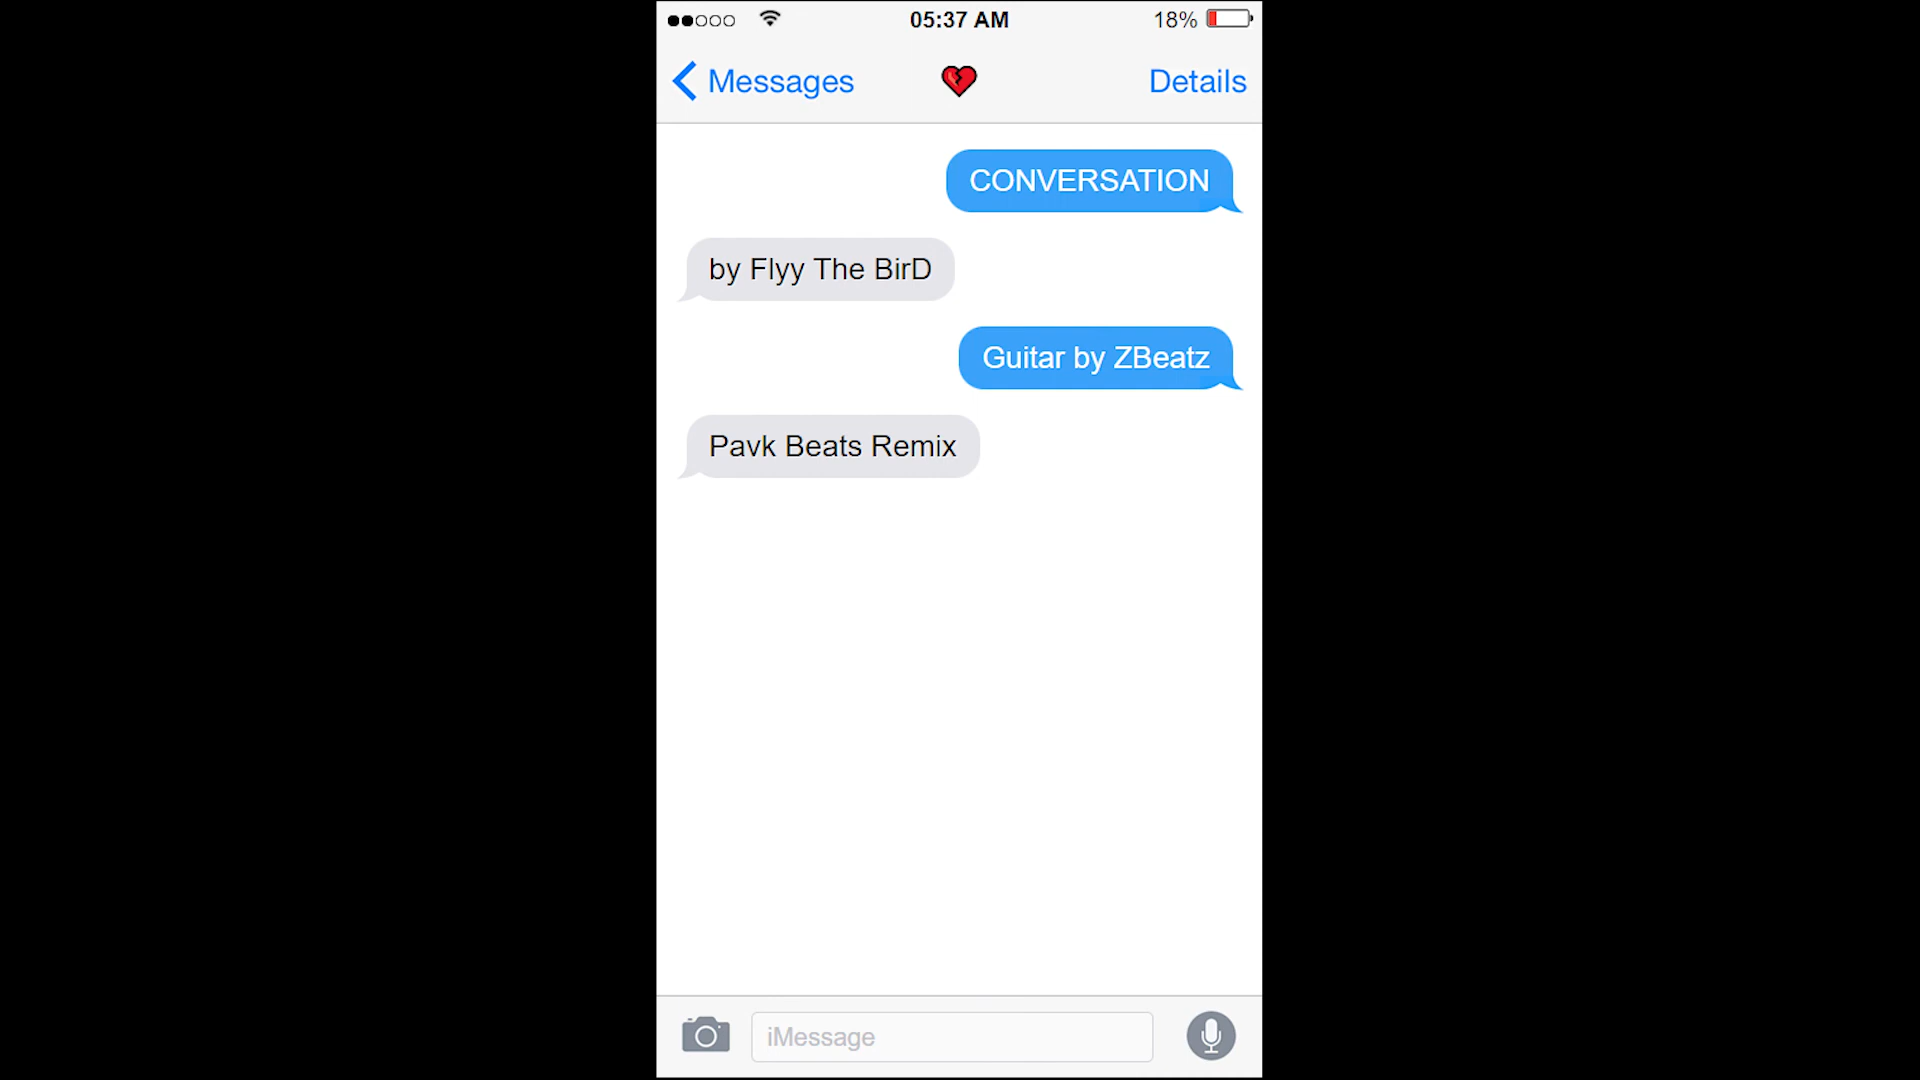 05:37 AM
18%
Messages
Details
CONVERSATION
by Flyy The BirD
Guitar by ZBeatz
Pavk Beats Remix
iMessage